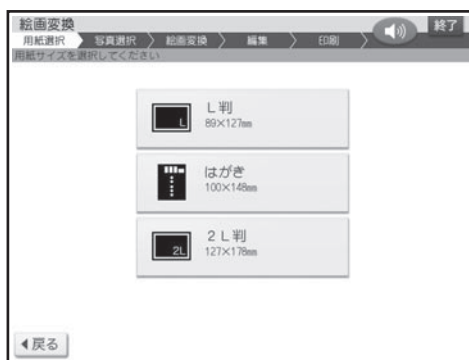 絵画変換
終了
用紙選択 写真選択 絵画変換 編集 印刷
用紙サイズを選択してください
L判
L
89×127mm
はがき
100×148mm
2L判
2L
127×178mm
戻る